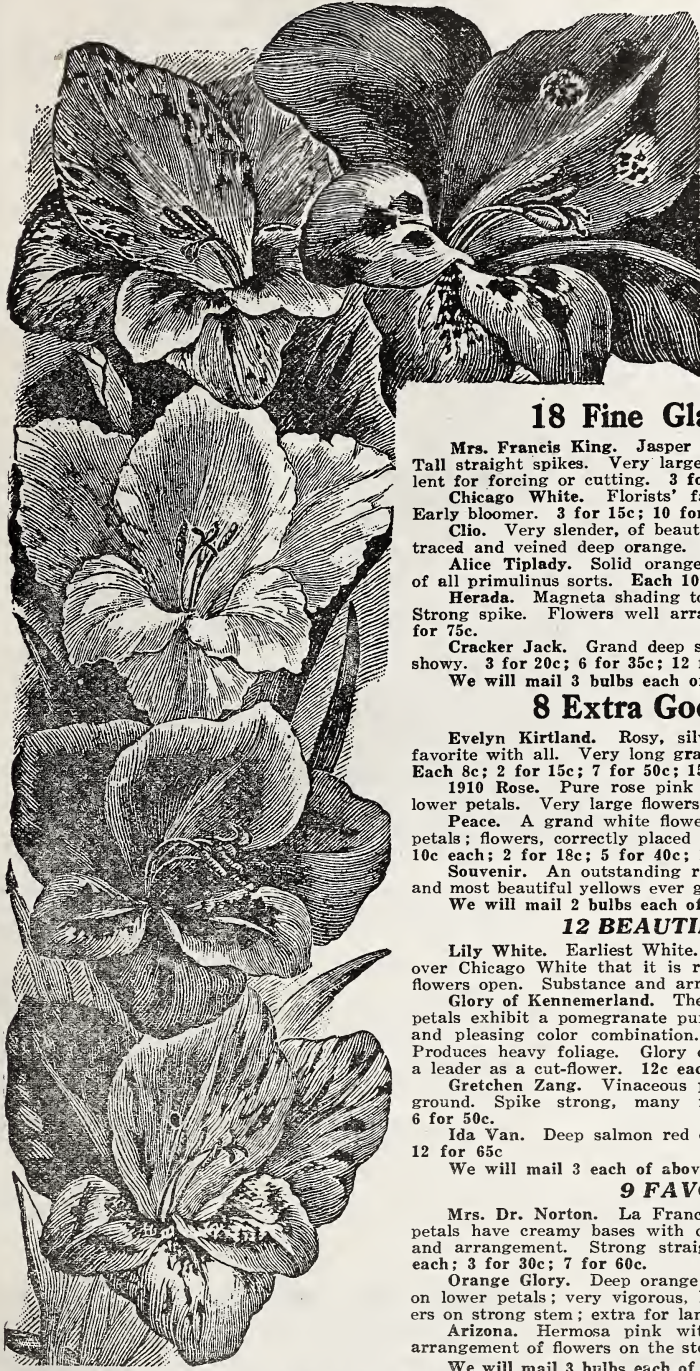 18 Fine Gla
Mrs. Francis King. Jasper
Tall straight spikes. Very large
lent for forcing or cutting. 3 fo
Chicago White. Florists' fa
Early bloomer. 3 for 15c; 10 for
Clio. Very slender, of beaut
traced and veined deep orange.
Alice Tiplady. Solid orange
of all primulinus sorts. Each 10
Herada. Magneta shading to
Strong spike. Flowers well arra
for 75c.
Cracker Jack. Grand deep s
showy. 3 for 20c; 6 for 35c; 12
We will mail 3 bulbs each o
8 Extra Goo
Evelyn Kirtland. Rosy, silv
favorite with all. Very long gra
Each 8c; 2 for 15c; 7 for 50c; 15
1910 Rose. Pure rose pink
lower petals. Very large flowers
Peace. A grand white flowe
petals; flowers, correctly placed
10c each; 2 for 18c; 5 for 40c;
Souvenir. An outstanding r
and most beautiful yellows ever g
We will mail 2 bulbs each of
12 BEAUTI
Lily White. Earliest White.
over Chicago White that it is r
flowers open. Substance and arr
Glory of Kennemerland. The
petals exhibit a pomegranate pu
and pleasing color combination.
Produces heavy foliage. Glory
a leader as a cut-flower. 12c eac
Gretchen Zang. Vinaceous
ground. Spike strong, many
6 for 50c.
Ida Van. Deep salmon red
12 for 65c
We will mail 3 each of abov
9 FAVO
Mrs. Dr. Norton. La Franc
petals have creamy bases with
and arrangement. Strong strai
each; 3 for 30c; 7 for 60c.
Orange Glory. Deep orange
on lower petals; very vigorous,
ers on strong stem; extra for lar
Arizona. Hermosa pink wit
arrangement of flowers on the s
We will mail 3 bulbs each of